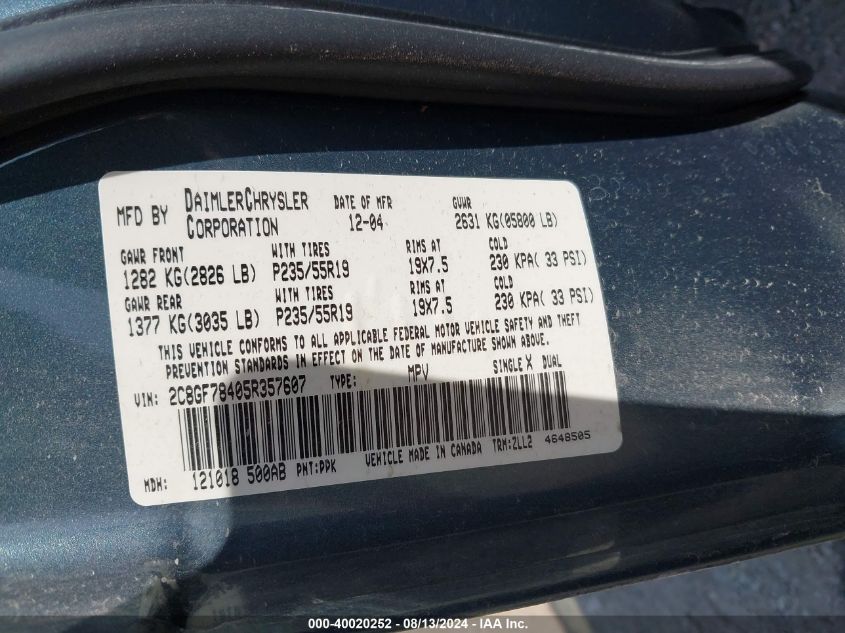 MFD BY DAIMLERCHRYSLER CORPORATION DATE OF MFR 12-04 GVWR 2631 KG(05800 LB)
GAWR FRONT WITH TIRES RIMS AT COLD
1282 KG(2826 LB) P235/55R19 19X7.5 230 KPA( 33 PSI)
GAWR REAR WITH TIRES RIMS AT COLD
1377 KG(3035 LB) P235/55R19 19X7.5 230 KPA( 33 PSI)
THIS VEHICLE CONFORMS TO ALL APPLICABLE FEDERAL MOTOR VEHICLE SAFETY AND THEFT
PREVENTION STANDARDS IN EFFECT ON THE DATE OF MANUFACTURE SHOWN ABOVE.
VIN: 2C8GF78405R357607 TYPE: MPV SINGLE X DUAL
MDH: 121018 500AB PNT:PPK VEHICLE MADE IN CANADA TRM:ZLL2 4648505
000-40020252 - 08/13/2024 - IAA Inc.